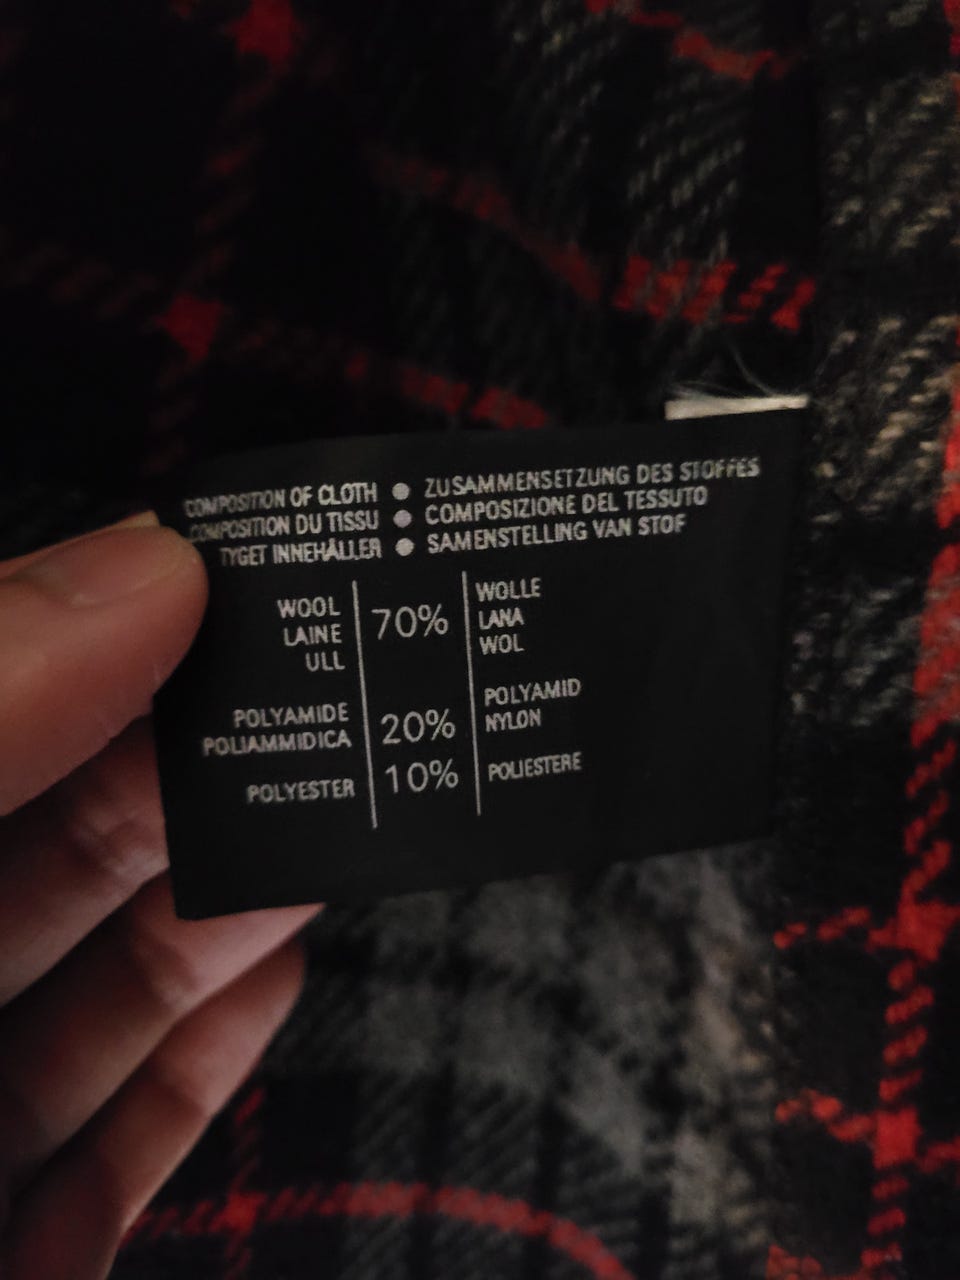 COMPOSITION OF CLOTH • ZUSAMMENSETZUNG DES STOFFES
COMPOSITION DU TISSU • COMPOSIZIONE DEL TESSUTO
TYGET INNEHÅLLER • SAMENSTELLING VAN STOF
WOOL
LAINE
ULL
70%
WOLLE
LANA
WOL
POLYAMIDE
POLIAMMIDICA
20%
POLYAMID
NYLON
POLYESTER 10% POLIESTERE